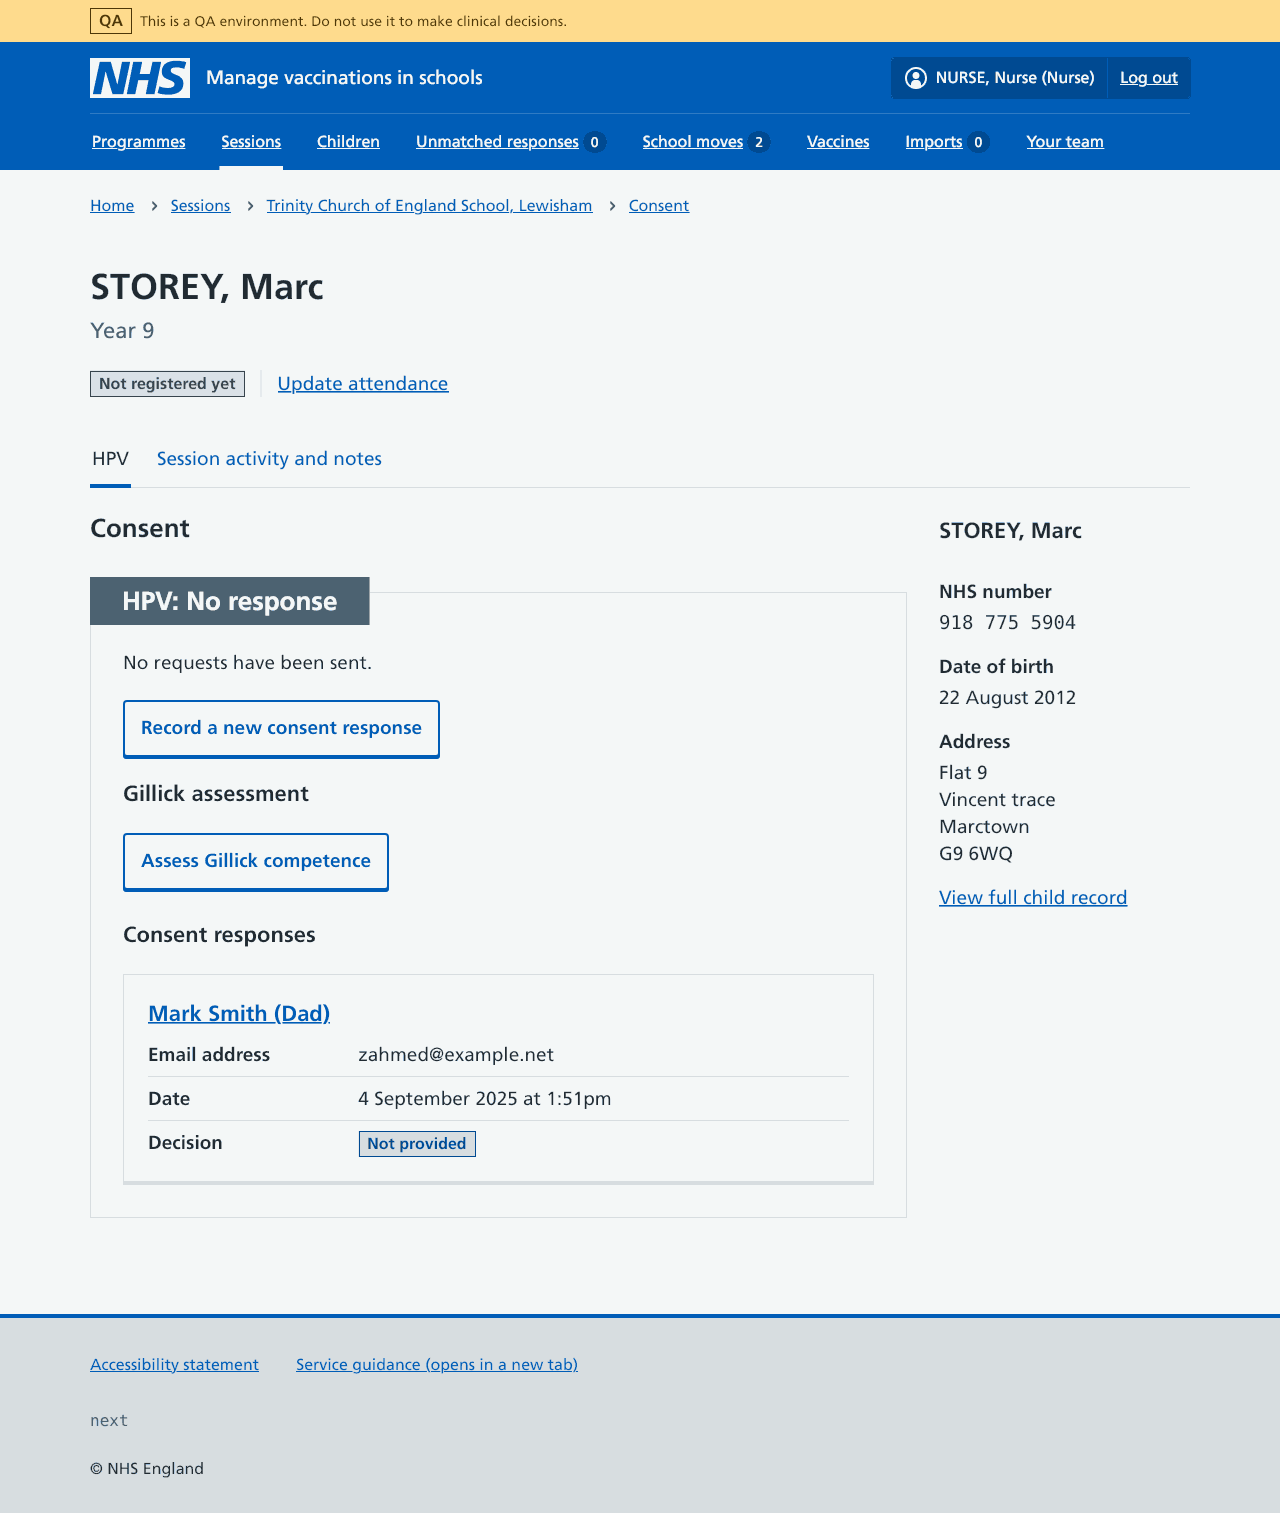 QA This is a QA environment. Do not use it to make clinical decisions.
NHS Manage vaccinations in schools NURSE, Nurse (Nurse) Log out
Programmes Sessions Children Unmatched responses 0 School moves 2 Vaccines Imports 0 Your team
Home › Sessions › Trinity Church of England School, Lewisham › Consent
STOREY, Marc
Year 9
Not registered yet Update attendance
HPV Session activity and notes
Consent
HPV: No response
No requests have been sent.
Record a new consent response
Gillick assessment
Assess Gillick competence
Consent responses
Mark Smith (Dad)
Email address zahmed@example.net
Date 4 September 2025 at 1:51pm
Decision Not provided
STOREY, Marc
NHS number
918 775 5904
Date of birth
22 August 2012
Address
Flat 9
Vincent trace
Marctown
G9 6WQ
View full child record
Accessibility statement Service guidance (opens in a new tab)
next
© NHS England